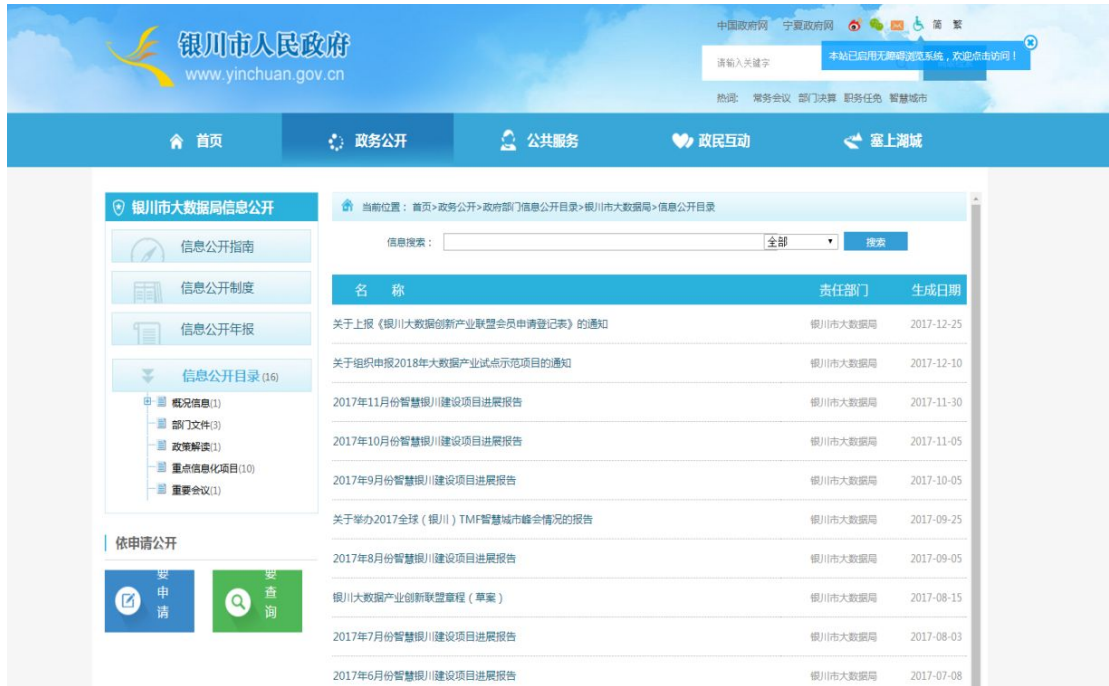 中国政府网 宁夏政府网 简 繁
银川市人民政府
www.yinchuan.gov.cn
请输入关键字
本站已启用无障碍浏览系统，欢迎点击访问！
热词: 常务会议 部门决算 职务任免 智慧城市
首页 政务公开 公共服务 政民互动 塞上湖城
银川市大数据局信息公开
信息公开指南
信息公开制度
信息公开年报
信息公开目录(16)
概况信息(1)
部门文件(3)
政策解读(1)
重点信息化项目(10)
重要会议(1)
依申请公开
要申请
要查询
当前位置：首页>政务公开>政府部门信息公开目录>银川市大数据局>信息公开目录
信息搜索： 全部 搜索
名 称 责任部门 生成日期
关于上报《银川大数据创新产业联盟会员申请登记表》的通知 银川市大数据局 2017-12-25
关于组织申报2018年大数据产业试点示范项目的通知 银川市大数据局 2017-12-10
2017年11月份智慧银川建设项目进展报告 银川市大数据局 2017-11-30
2017年10月份智慧银川建设项目进展报告 银川市大数据局 2017-11-05
2017年9月份智慧银川建设项目进展报告 银川市大数据局 2017-10-05
关于举办2017全球（银川）TMF智慧城市峰会情况的报告 银川市大数据局 2017-09-25
2017年8月份智慧银川建设项目进展报告 银川市大数据局 2017-09-05
银川大数据产业创新联盟章程（草案） 银川市大数据局 2017-08-15
2017年7月份智慧银川建设项目进展报告 银川市大数据局 2017-08-03
2017年6月份智慧银川建设项目进展报告 银川市大数据局 2017-07-08